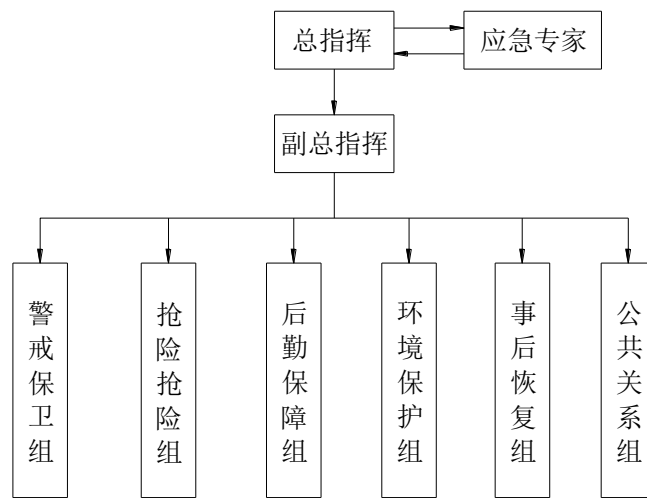 总指挥
应急专家
副总指挥
警戒保卫组
抢险抢险组
后勤保障组
环境保护组
事后恢复组
公共关系组